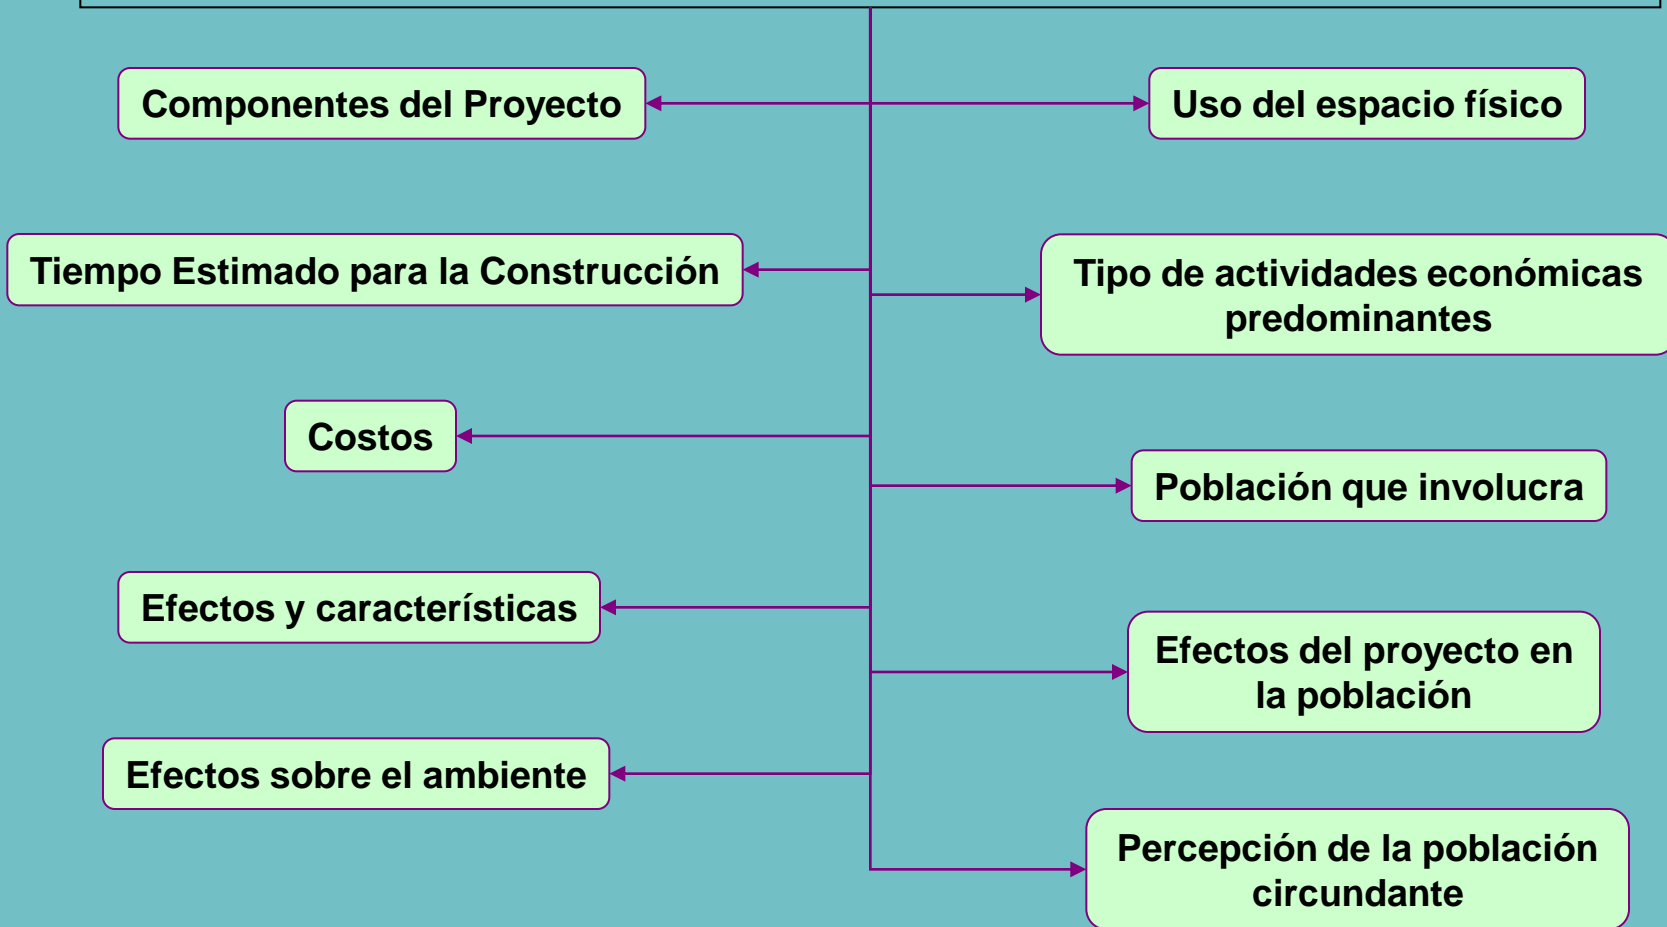 Componentes del Proyecto
Uso del espacio físico
Tiempo Estimado para la Construcción
Tipo de actividades económicas
predominantes
Costos
Población que involucra
Efectos y características
Efectos del proyecto en
la población
Efectos sobre el ambiente
Percepción de la población
circundante